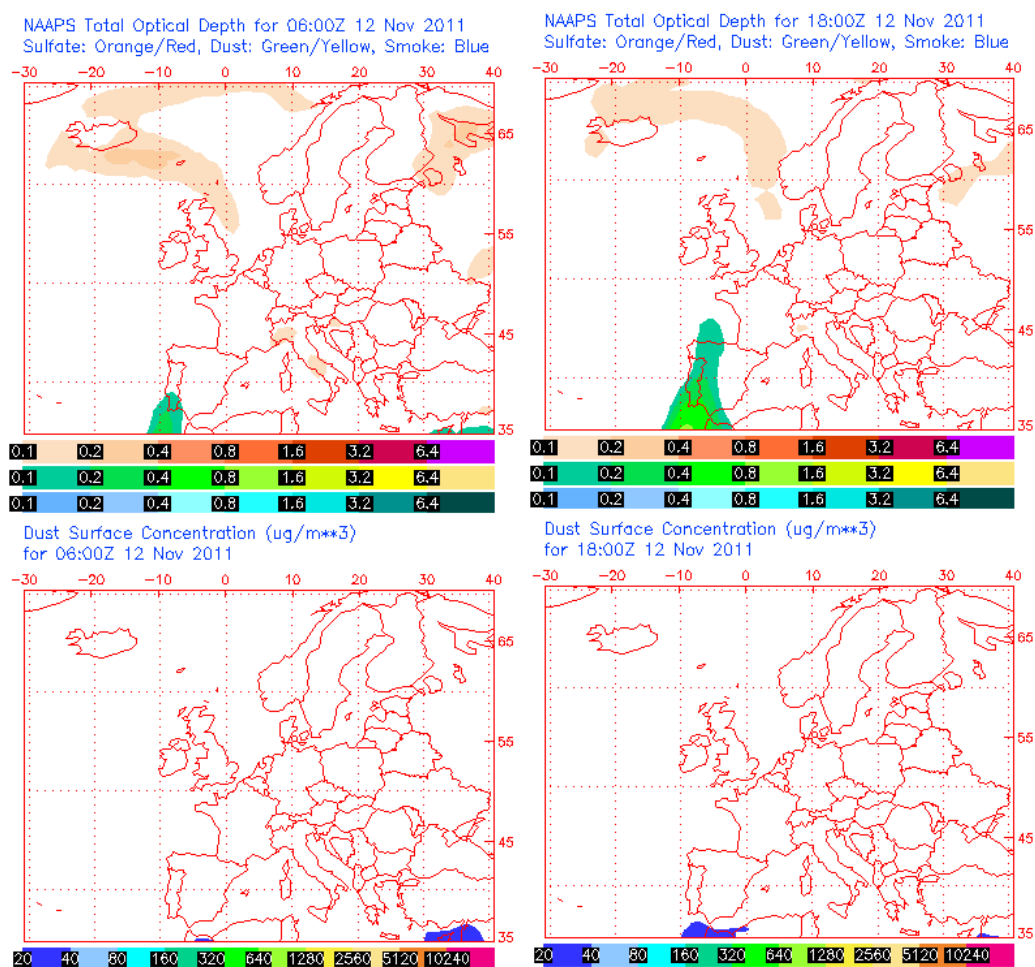 NAAPS Total Optical Depth for 06:00Z 12 Nov 2011
Sulfate: Orange/Red, Dust: Green/Yellow, Smoke: Blue
-30 -20 -10 0 10 20 30 40
65
55
45
35
0.1 0.2 0.4 0.8 1.6 3.2 6.4
0.1 0.2 0.4 0.8 1.6 3.2 6.4
0.1 0.2 0.4 0.8 1.6 3.2 6.4
NAAPS Total Optical Depth for 18:00Z 12 Nov 2011
Sulfate: Orange/Red, Dust: Green/Yellow, Smoke: Blue
-30 -20 -10 0 10 20 30 40
65
55
45
35
0.1 0.2 0.4 0.8 1.6 3.2 6.4
0.1 0.2 0.4 0.8 1.6 3.2 6.4
0.1 0.2 0.4 0.8 1.6 3.2 6.4
Dust Surface Concentration (ug/m**3)
for 06:00Z 12 Nov 2011
-30 -20 -10 0 10 20 30 40
65
55
45
35
20 40 80 160 320 640 1280 2560 5120 10240
Dust Surface Concentration (ug/m**3)
for 18:00Z 12 Nov 2011
-30 -20 -10 0 10 20 30 40
65
55
45
35
20 40 80 160 320 640 1280 2560 5120 10240